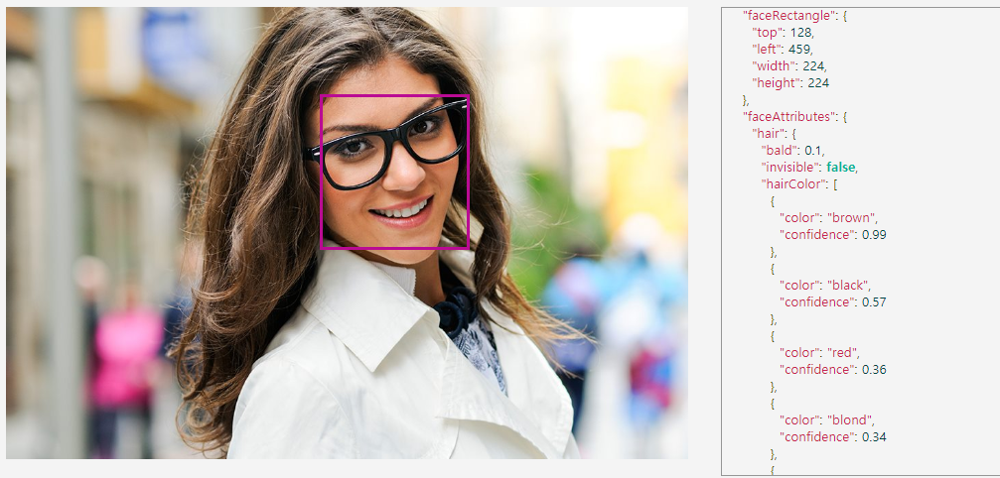 "faceRectangle": {
"top": 128,
"left": 459,
"width": 224,
"height": 224
},
"faceAttributes": {
"hair": {
"bald": 0.1,
"invisible": false,
"hairColor": [
{
"color": "brown",
"confidence": 0.99
},
{
"color": "black",
"confidence": 0.57
},
{
"color": "red",
"confidence": 0.36
},
{
"color": "blond",
"confidence": 0.34
},
{